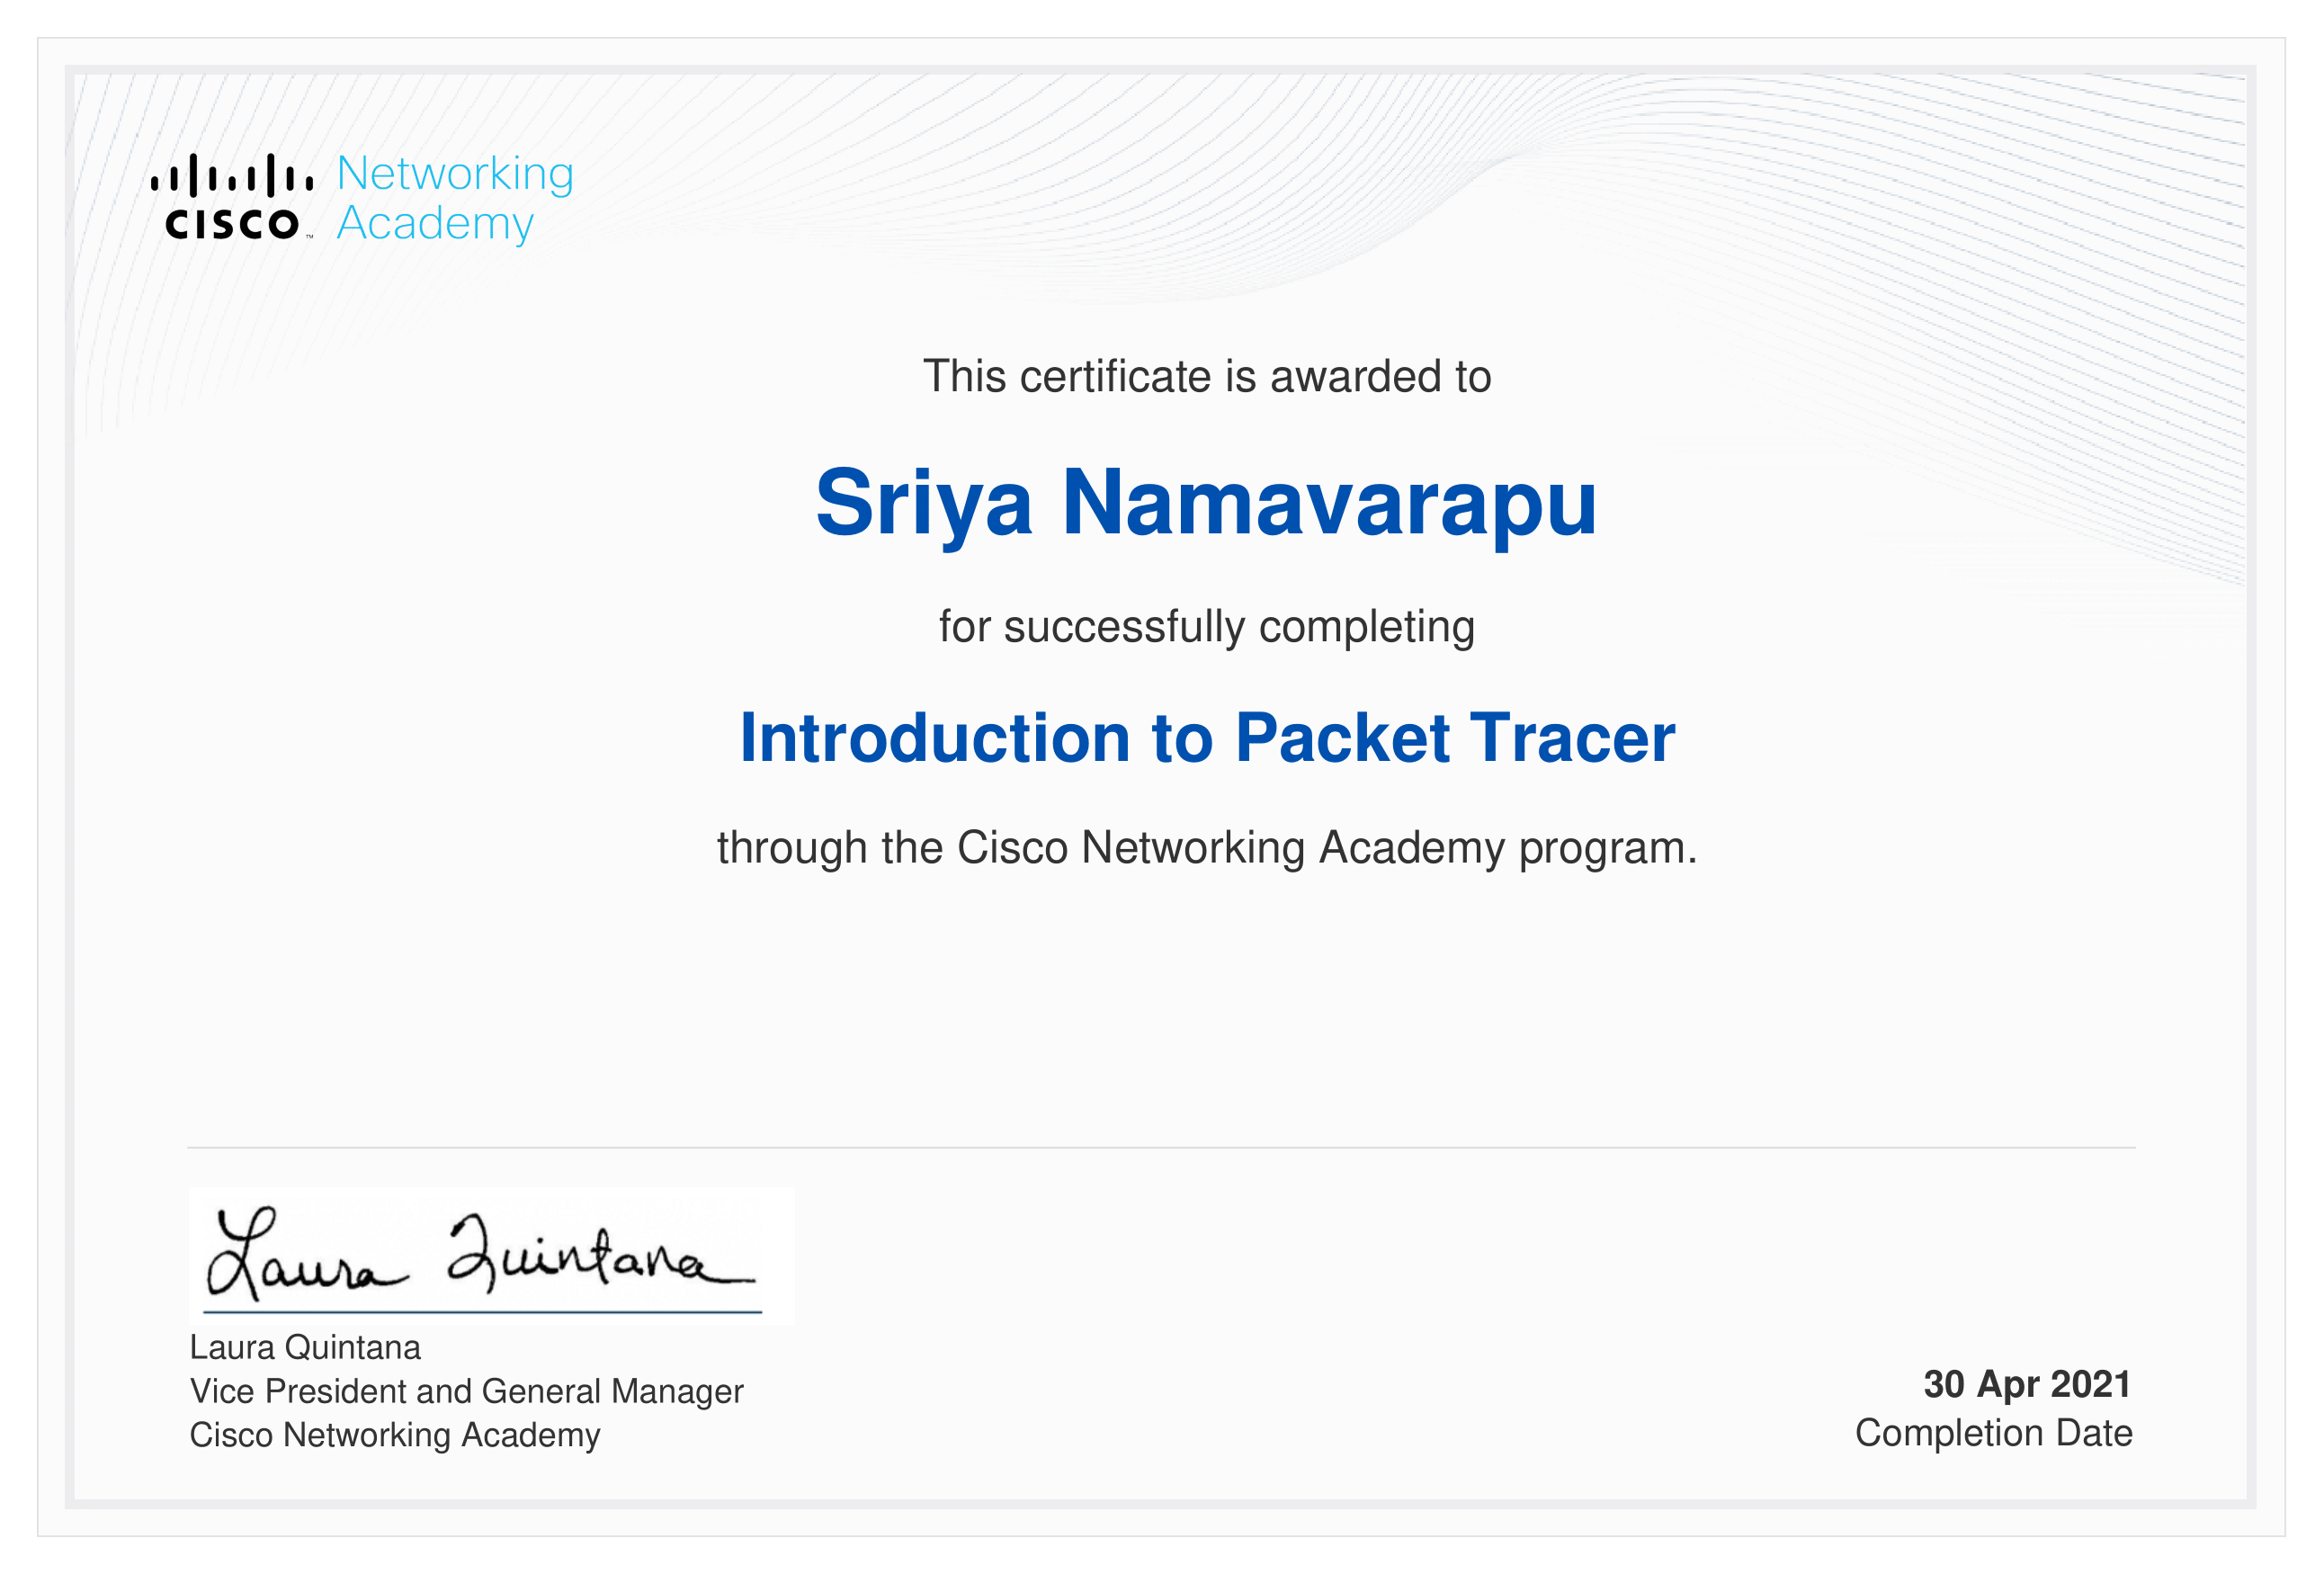 Networking
Academy
CISCO™
This certificate is awarded to
Sriya Namavarapu
for successfully completing
Introduction to Packet Tracer
through the Cisco Networking Academy program.
Laura Quintana
Laura Quintana
Vice President and General Manager
Cisco Networking Academy
30 Apr 2021
Completion Date